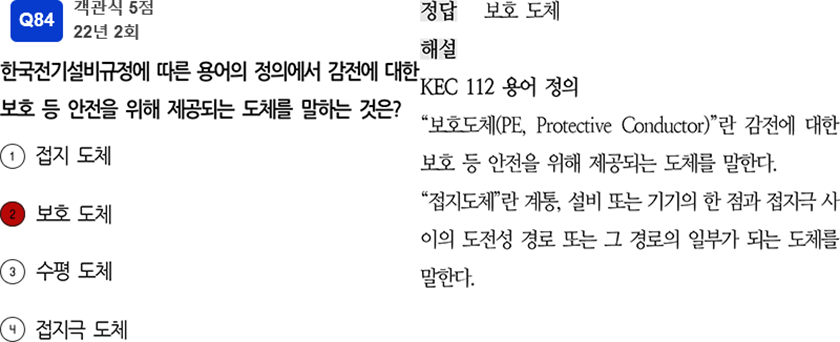 Q84
객관식 5점
22년 2회
한국전기설비규정에 따른 용어의 정의에서 감전에 대한
보호 등 안전을 위해 제공되는 도체를 말하는 것은?
1 접지 도체
2 보호 도체
3 수평 도체
4 접지극 도체
정답 보호 도체
해설
KEC 112 용어 정의
“보호도체(PE, Protective Conductor)”란 감전에 대한
보호 등 안전을 위해 제공되는 도체를 말한다.
“접지도체”란 계통, 설비 또는 기기의 한 점과 접지극 사
이의 도전성 경로 또는 그 경로의 일부가 되는 도체를
말한다.